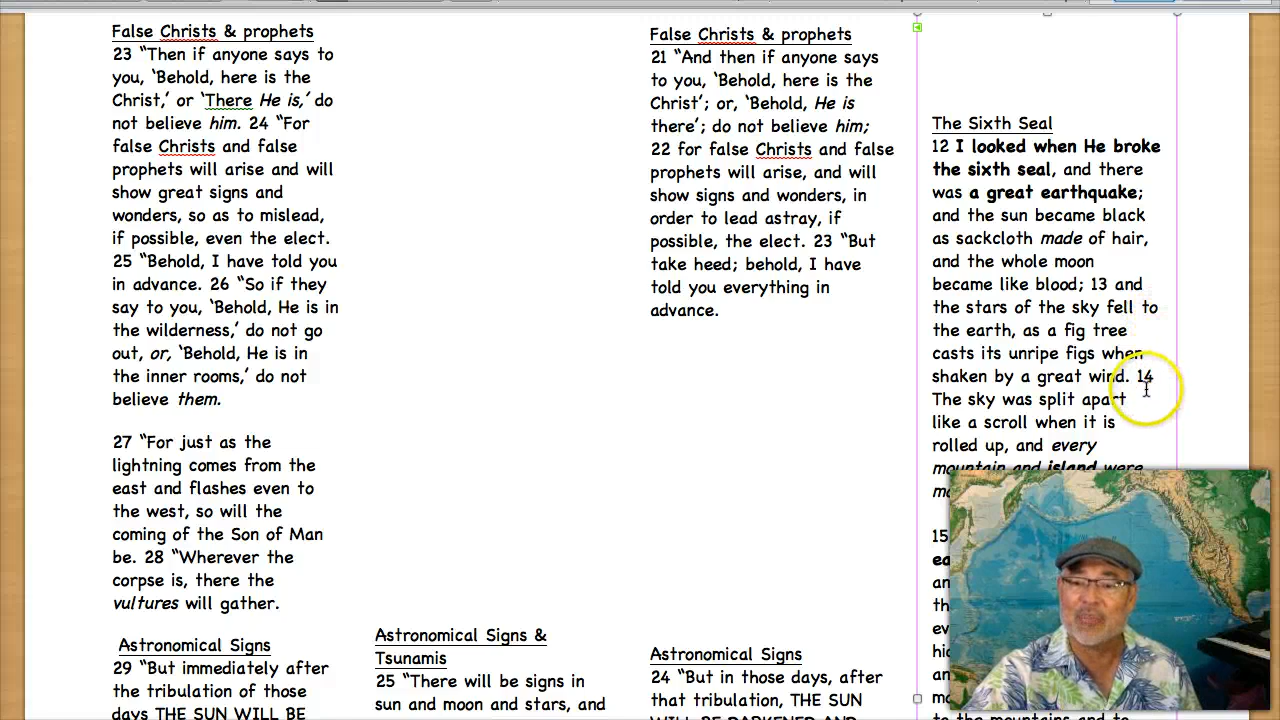 False Christs & prophets
23 “Then if anyone says to
you, ‘Behold, here is the
Christ,’ or ‘There He is,’ do
not believe him. 24 “For
false Christs and false
prophets will arise and will
show great signs and
wonders, so as to mislead,
if possible, even the elect.
25 “Behold, I have told you
in advance. 26 “So if they
say to you, ‘Behold, He is in
the wilderness,’ do not go
out, or, ‘Behold, He is in
the inner rooms,’ do not
believe them.
27 “For just as the
lightning comes from the
east and flashes even to
the west, so will the
coming of the Son of Man
be. 28 “Wherever the
corpse is, there the
vultures will gather.
Astronomical Signs
29 “But immediately after
the tribulation of those
days THE SUN WILL BE
Astronomical Signs &
Tsunamis
25 “There will be signs in
sun and moon and stars, and
False Christs & prophets
21 “And then if anyone says
to you, ‘Behold, here is the
Christ’; or, ‘Behold, He is
there’; do not believe him;
22 for false Christs and false
prophets will arise, and will
show signs and wonders, in
order to lead astray, if
possible, the elect. 23 “But
take heed; behold, I have
told you everything in
advance.
Astronomical Signs
24 “But in those days, after
that tribulation, THE SUN
WILL BE DARKENED AND
The Sixth Seal
12 I looked when He broke
the sixth seal, and there
was a great earthquake;
and the sun became black
as sackcloth made of hair,
and the whole moon
became like blood; 13 and
the stars of the sky fell to
the earth, as a fig tree
casts its unripe figs when
shaken by a great wind. 14
The sky was split apart
like a scroll when it is
rolled up, and every
mountain and island were
15
to the mountains and to